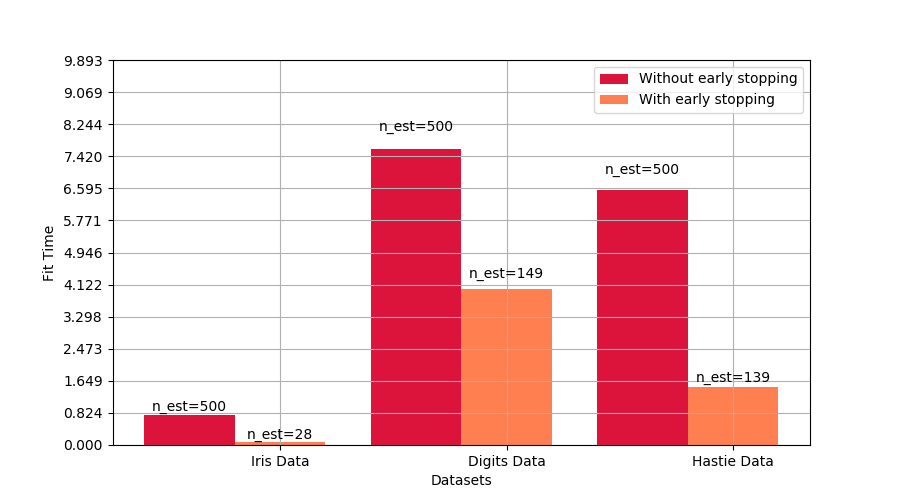 9.893
9.069
8.244
7.420
6.595
5.771
4.946
4.122
3.298
2.473
1.649
0.824
0.000
Fit Time
Without early stopping
With early stopping
n_est=500
n_est=500
n_est=149
n_est=139
n_est=500
n_est=28
Iris Data
Digits Data
Hastie Data
Datasets